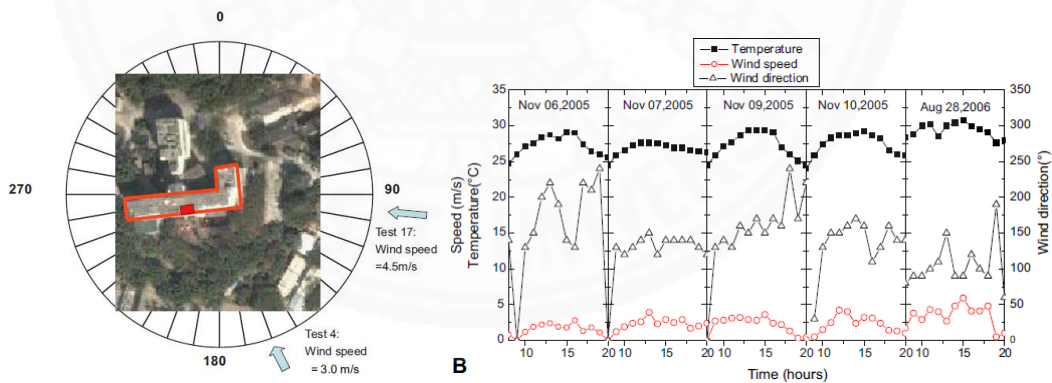 0
270
90
180
Test 17:
Wind speed
=4.5m/s
Test 4:
Wind speed
= 3.0 m/s
B
Temperature
Wind speed
Wind direction
Nov 06,2005
Nov 07,2005
Nov 09,2005
Nov 10,2005
Aug 28,2006
35
30
25
20
15
10
5
0
Speed (m/s)
Temperature(°C)
350
300
250
200
150
100
50
0
Wind direction(°)
10 15 20 10 15 20 10 15 20 10 15 20 10 15 20
Time (hours)